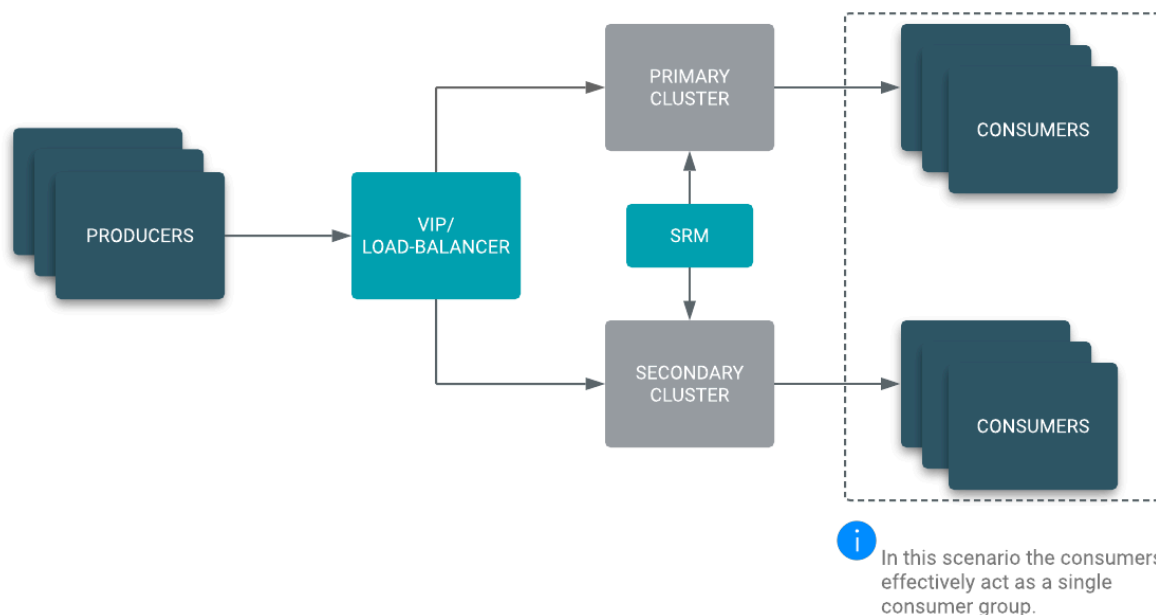 PRIMARY
CLUSTER
CONSUMERS
PRODUCERS
VIP/
LOAD-BALANCER
SRM
SECONDARY
CLUSTER
CONSUMERS
i
In this scenario the consumers
effectively act as a single
consumer group.